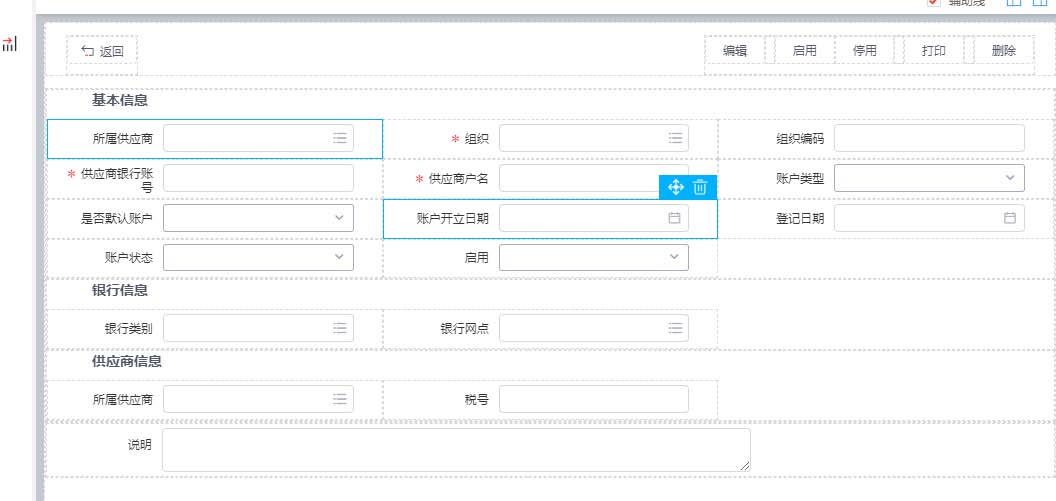 辅助线
返回
编辑 启用 停用 打印 删除
基本信息
所属供应商 * 组织 组织编码
* 供应商银行账号 * 供应商户名 账户类型
是否默认账户 账户开立日期 登记日期
账户状态 启用
银行信息
银行类别 银行网点
供应商信息
所属供应商 税号
说明